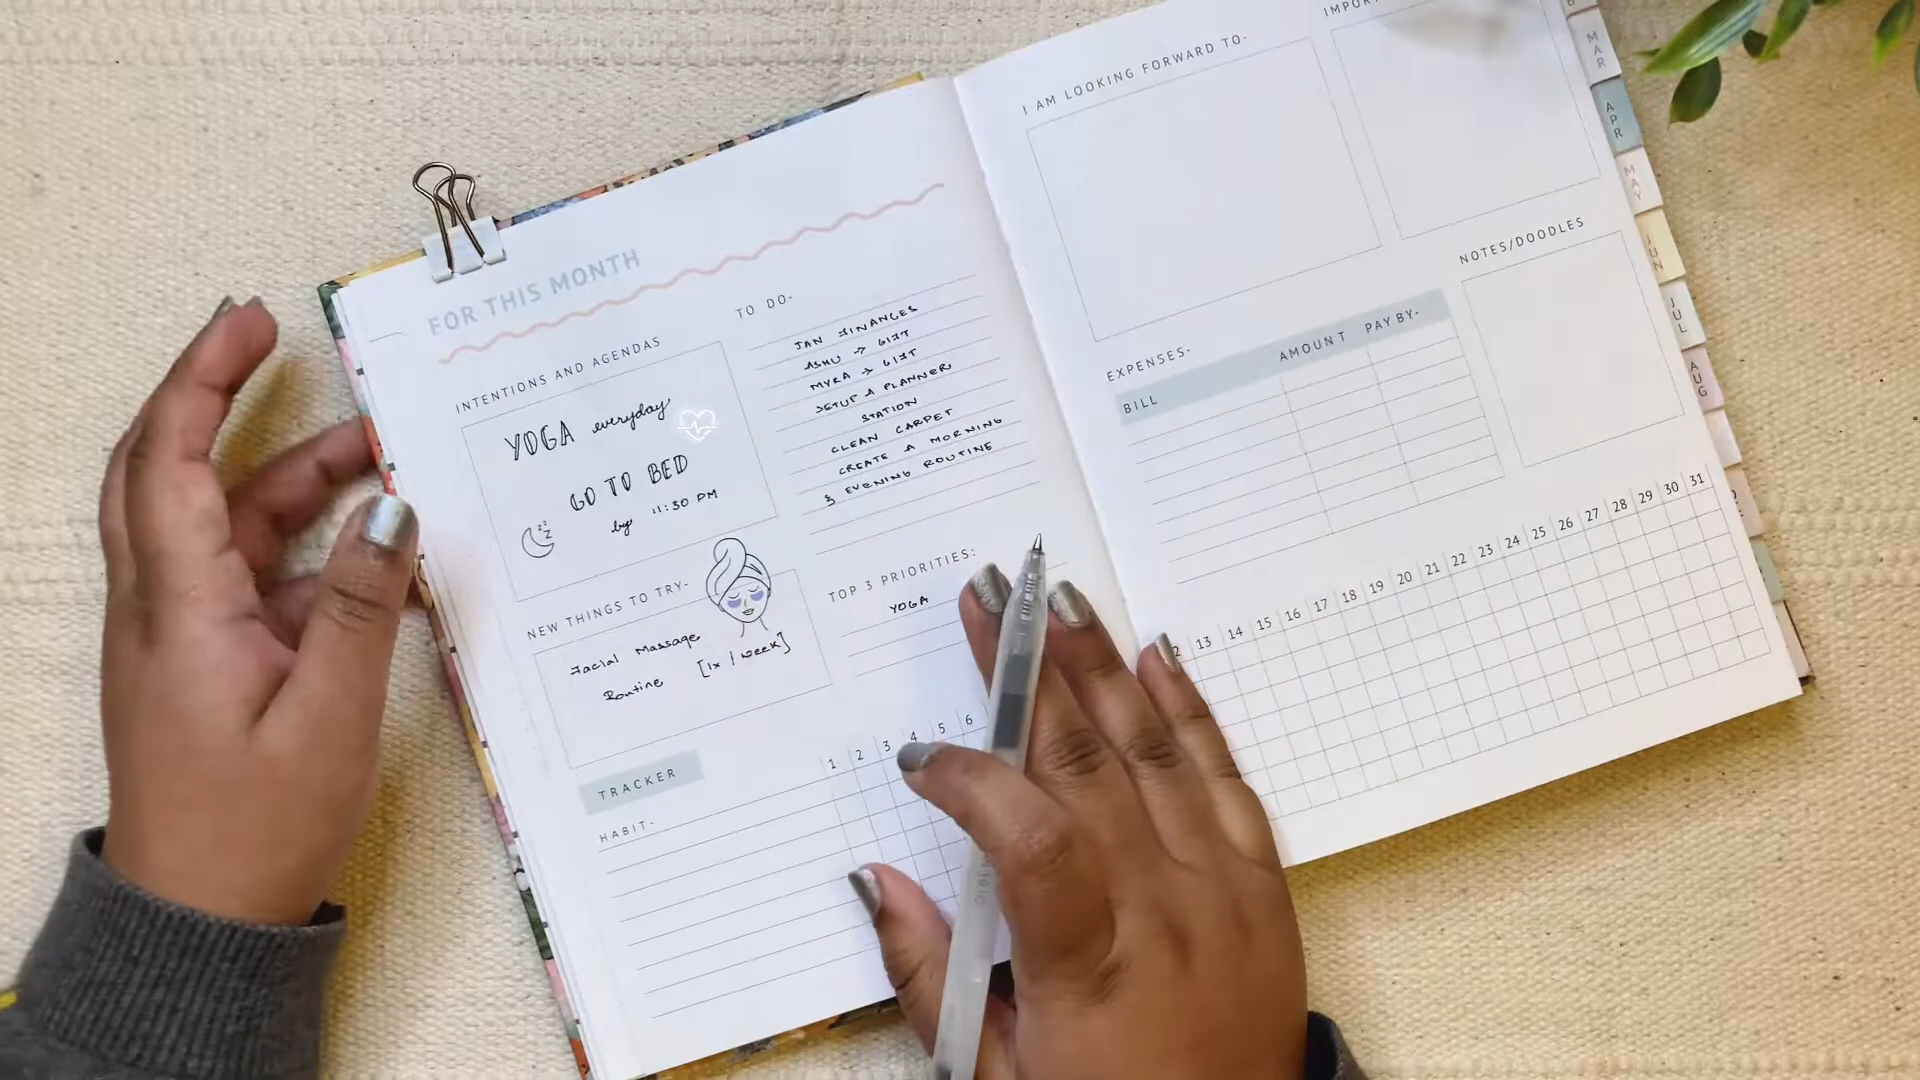 FOR THIS MONTH
INTENTIONS AND AGENDAS
YOGA everyday
GO TO BED
by 11:30 PM
zzz
TO DO-
JAN FINANCES
ASHU → GIFT
MYRA → GIFT
SETUP A PLANNER
STATION
CLEAN CARPET
CREATE A MORNING
& EVENING ROUTINE
NEW THINGS TO TRY-
Facial Massage
Routine [1x / week]
TOP 3 PRIORITIES:
YOGA
TRACKER
HABIT-
1 2 3 4 5 6
I AM LOOKING FORWARD TO-
EXPENSES-
BILL AMOUNT PAY BY-
NOTES/DOODLES
13 14 15 16 17 18 19 20 21 22 23 24 25 26 27 28 29 30 31
MAR
APR
MAY
JUN
JUL
AUG